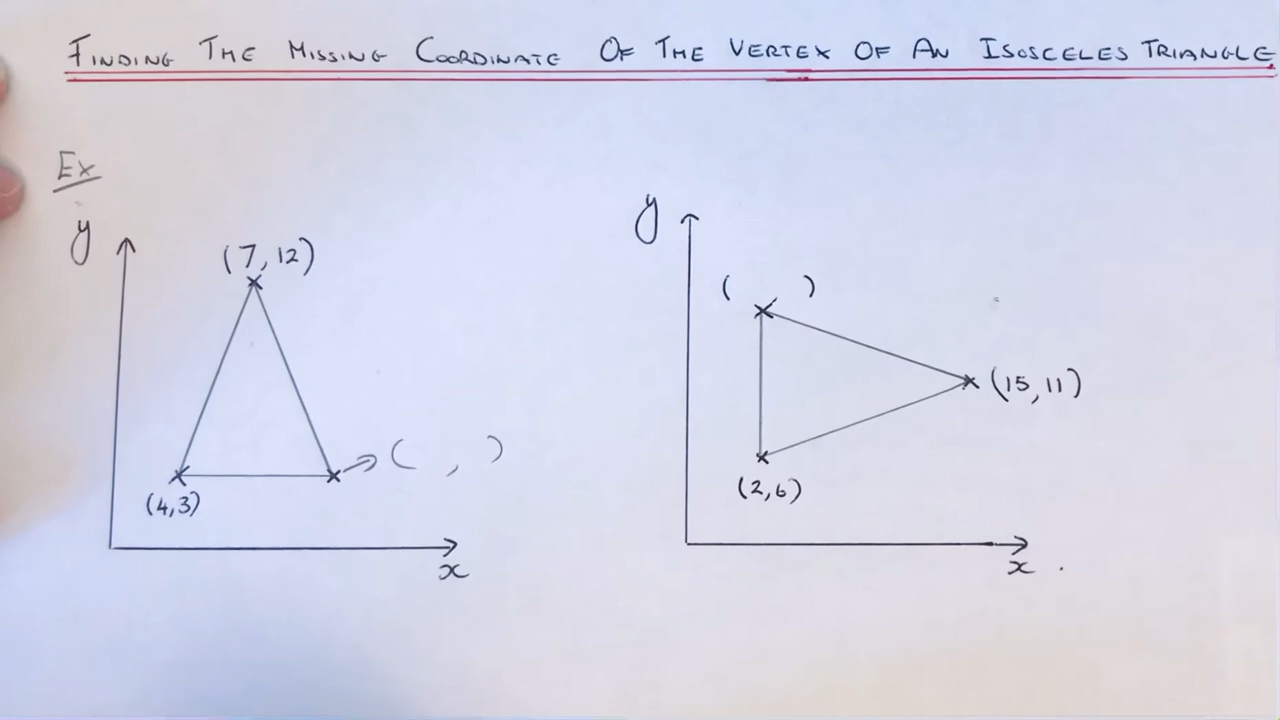 FINDING THE MISSING COORDINATE OF THE VERTEX OF AN ISOSCELES TRIANGLE
Ex
y
(7,12)
( , )
(4,3)
x
y
( , )
(15,11)
(2,6)
x .